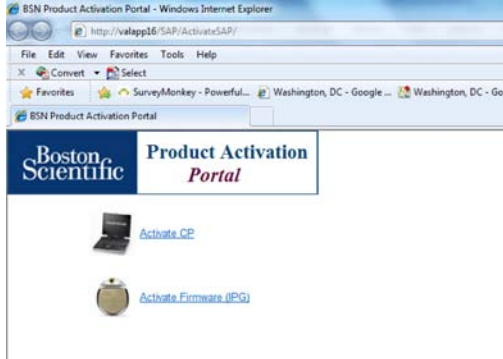 BSN Product Activation Portal - Windows Internet Explorer
http://valapp16/SAP/ActivateSAP/
File Edit View Favorites Tools Help
X Convert Select
Favorites SurveyMonkey - Powerful... Washington, DC - Google ... Washington, DC - Go
BSN Product Activation Portal
Boston
Scientific
Product Activation
Portal
Activate CP
Activate Firmware (IPG)